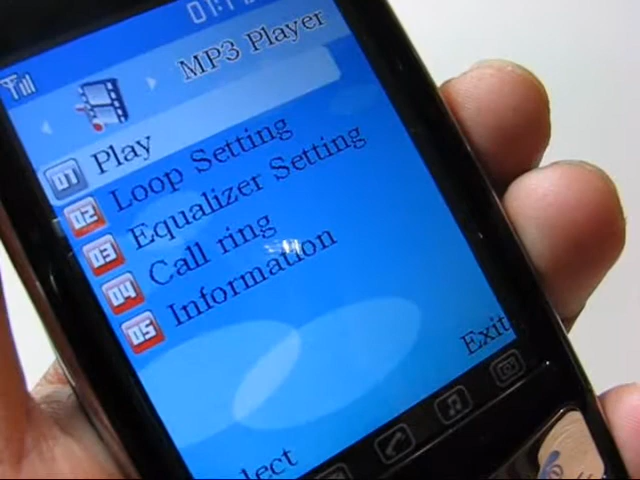 MP3 Player
01 Play
02 Loop Setting
03 Equalizer Setting
04 Call ring
05 Information
Exit